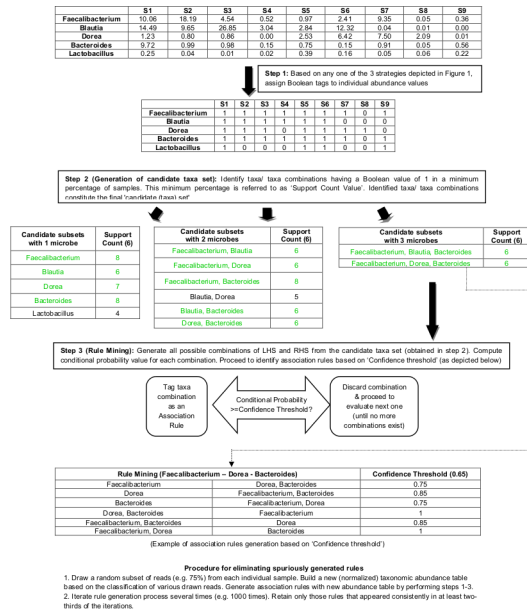 S1 S2 S3 S4 S5 S6 S7 S8 S9
Faecalibacterium 10.06 18.19 4.54 0.52 0.97 2.41 9.35 0.05 0.36
Blautia 14.49 9.65 26.85 3.04 2.84 12.32 0.04 0.01 0.00
Dorea 1.23 0.80 0.86 0.00 2.53 6.42 7.50 2.09 0.01
Bacteroides 9.72 0.99 0.98 0.15 0.75 0.15 0.91 0.05 0.56
Lactobacillus 0.25 0.04 0.01 0.02 0.39 0.16 0.05 0.06 0.22
Step 1: Based on any one of the 3 strategies depicted in Figure 1,
assign Boolean tags to individual abundance values
S1 S2 S3 S4 S5 S6 S7 S8 S9
Faecalibacterium 1 1 1 1 1 1 1 0 1
Blautia 1 1 1 1 1 1 0 0 0
Dorea 1 1 1 0 1 1 1 1 0
Bacteroides 1 1 1 1 1 1 1 0 1
Lactobacillus 1 0 0 0 1 1 0 0 1
Step 2 (Generation of candidate taxa set): Identify taxa/ taxa combinations having a Boolean value of 1 in a minimum
percentage of samples. This minimum percentage is referred to as 'Support Count Value'. Identified taxa/ taxa combinations
constitute the final 'candidate (taxa) set'
Candidate subsets with 1 microbe Support Count (6)
Faecalibacterium 8
Blautia 6
Dorea 7
Bacteroides 8
Lactobacillus 4
Candidate subsets with 2 microbes Support Count (6)
Faecalibacterium, Blautia 6
Faecalibacterium, Dorea 6
Faecalibacterium, Bacteroides 8
Blautia, Dorea 5
Blautia, Bacteroides 6
Dorea, Bacteroides 6
Candidate subsets with 3 microbes Support Count (6)
Faecalibacterium, Blautia, Bacteroides 6
Faecalibacterium, Dorea, Bacteroides 6
Step 3 (Rule Mining): Generate all possible combinations of LHS and RHS from the candidate taxa set (obtained in step 2). Compute
conditional probability value for each combination. Proceed to identify association rules based on 'Confidence threshold' (as depicted below)
Tag taxa
combination
as an
Association
Rule
Conditional Probability
>=Confidence Threshold?
Discard combination
& proceed to
evaluate next one
(until no more
combinations exist)
Rule Mining (Faecalibacterium – Dorea - Bacteroides) Confidence Threshold (0.65)
Faecalibacterium Dorea, Bacteroides 0.75
Dorea Faecalibacterium, Bacteroides 0.85
Bacteroides Faecalibacterium, Dorea 0.75
Dorea, Bacteroides Faecalibacterium 1
Faecalibacterium, Bacteroides Dorea 0.85
Faecalibacterium, Dorea Bacteroides 1
(Example of association rules generation based on 'Confidence threshold')
Procedure for eliminating spuriously generated rules
1. Draw a random subset of reads (e.g. 75%) from each individual sample. Build a new (normalized) taxonomic abundance table
based on the classification of various drawn reads. Generate association rules with new abundance table by performing steps 1-3.
2. Iterate rule generation process several times (e.g. 1000 times). Retain only those rules that appeared consistently in at least two-
thirds of the iterations.